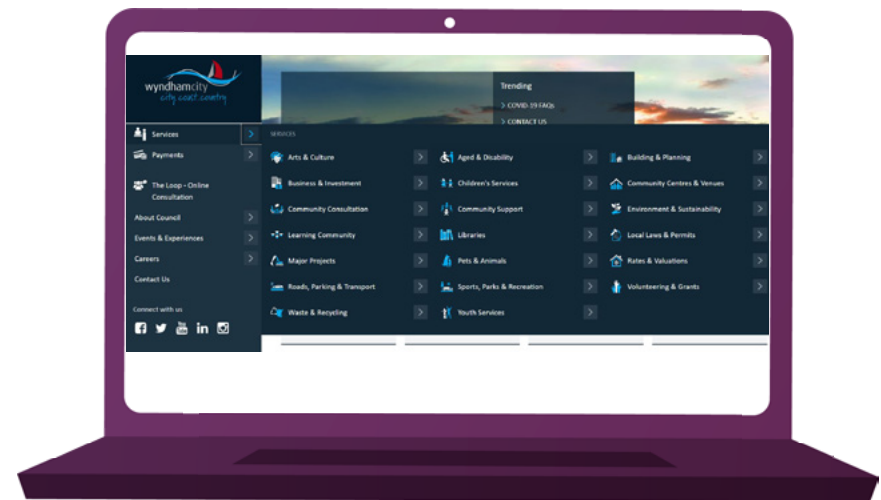 wyndhamcity
city. coast. country
Trending
> COVID-19 FAQs
> CONTACT US
Services
Payments
The Loop - Online
Consultation
About Council
Events & Experiences
Careers
Contact Us
Connect with us
SERVICES
Arts & Culture
Aged & Disability
Building & Planning
Business & Investment
Children's Services
Community Centres & Venues
Community Consultation
Community Support
Environment & Sustainability
Learning Community
Libraries
Local Laws & Permits
Major Projects
Pets & Animals
Rates & Valuations
Roads, Parking & Transport
Sports, Parks & Recreation
Volunteering & Grants
Waste & Recycling
Youth Services